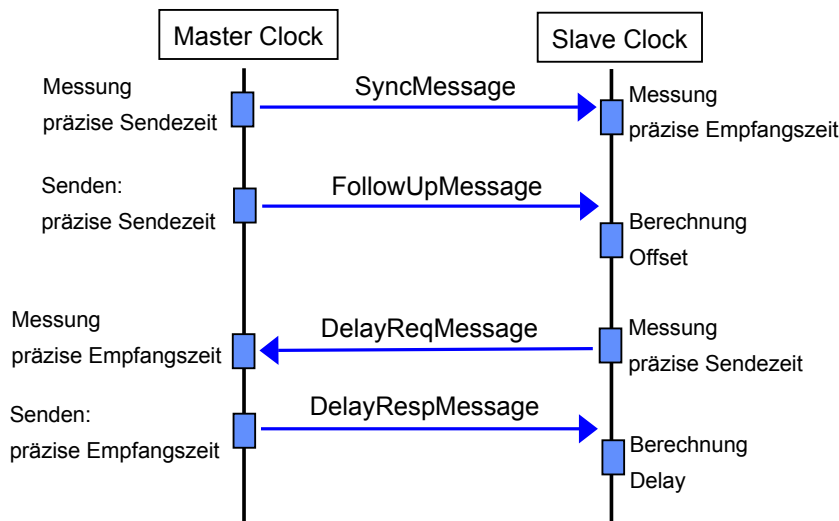 Master Clock
Slave Clock
Messung
präzise Sendezeit
SyncMessage
Messung
präzise Empfangszeit
Senden:
präzise Sendezeit
FollowUpMessage
Berechnung
Offset
Messung
präzise Empfangszeit
DelayReqMessage
Messung
präzise Sendezeit
Senden:
präzise Empfangszeit
DelayRespMessage
Berechnung
Delay